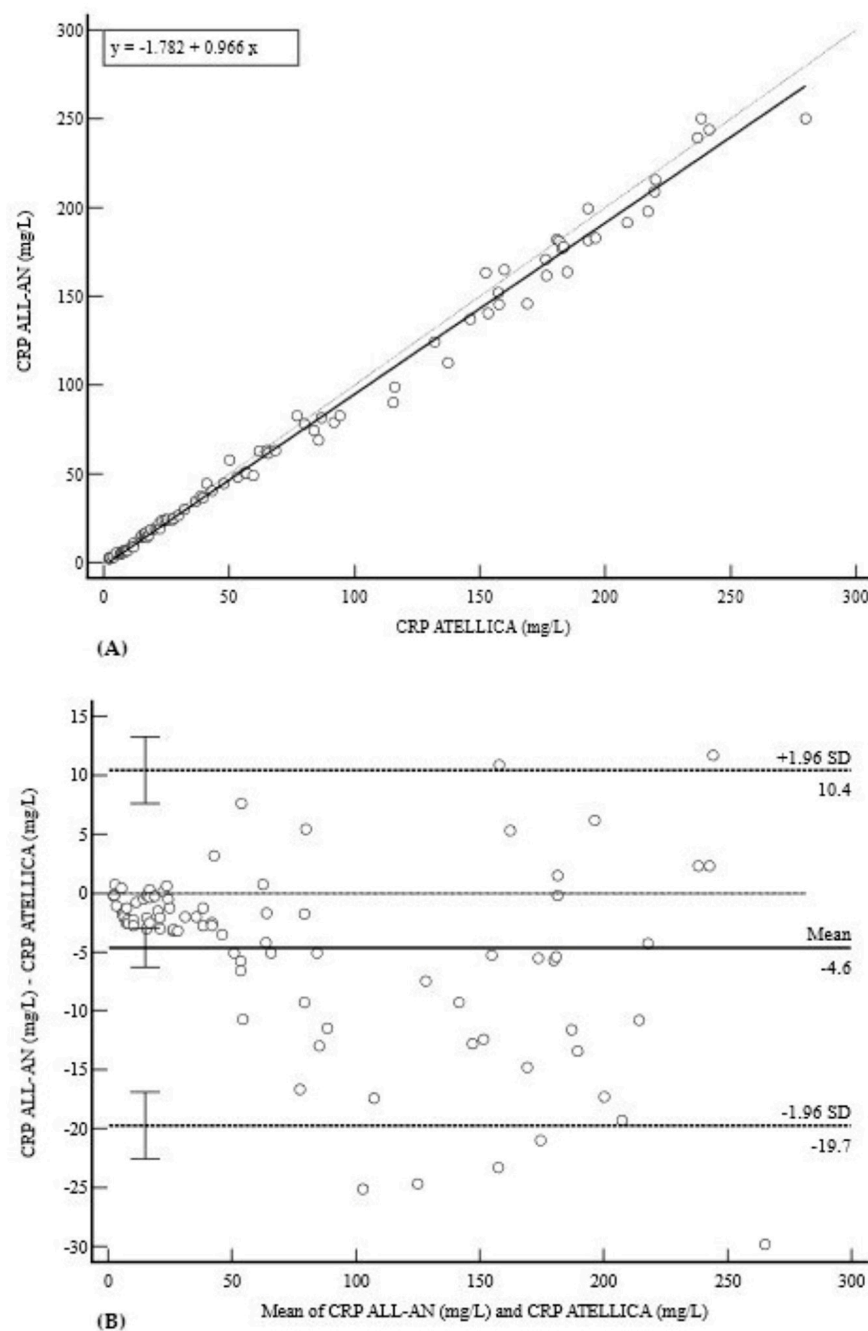 300
y = -1.782 + 0.966 x
250
200
150
100
50
0
CRP ALL-AN (mg/L)
0 50 100 150 200 250 300
CRP ATELLICA (mg/L)
(A)
15
10
5
0
-5
-10
-15
-20
-25
-30
CRP ALL-AN (mg/L) - CRP ATELLICA (mg/L)
+1.96 SD
10.4
Mean
-4.6
-1.96 SD
-19.7
0 50 100 150 200 250 300
Mean of CRP ALL-AN (mg/L) and CRP ATELLICA (mg/L)
(B)